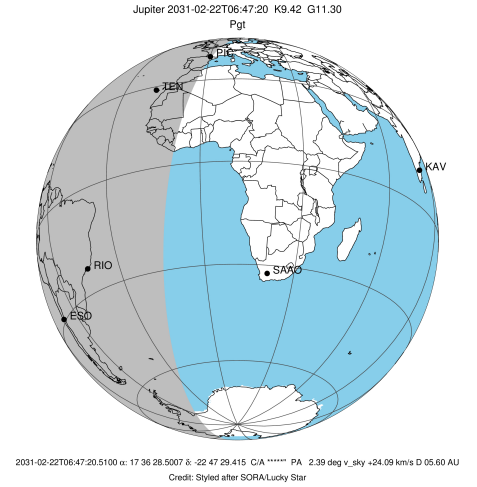 Jupiter 2031-02-22T06:47:20  K9.42  G11.30
Pgt
PIC
TEN
KAV
RIO
SAAO
ESO
2031-02-22T06:47:20.5100 α: 17 36 28.5007 δ: -22 47 29.415  C/A *****"  PA   2.39 deg v_sky +24.09 km/s D 05.60 AU
Credit: Styled after SORA/Lucky Star